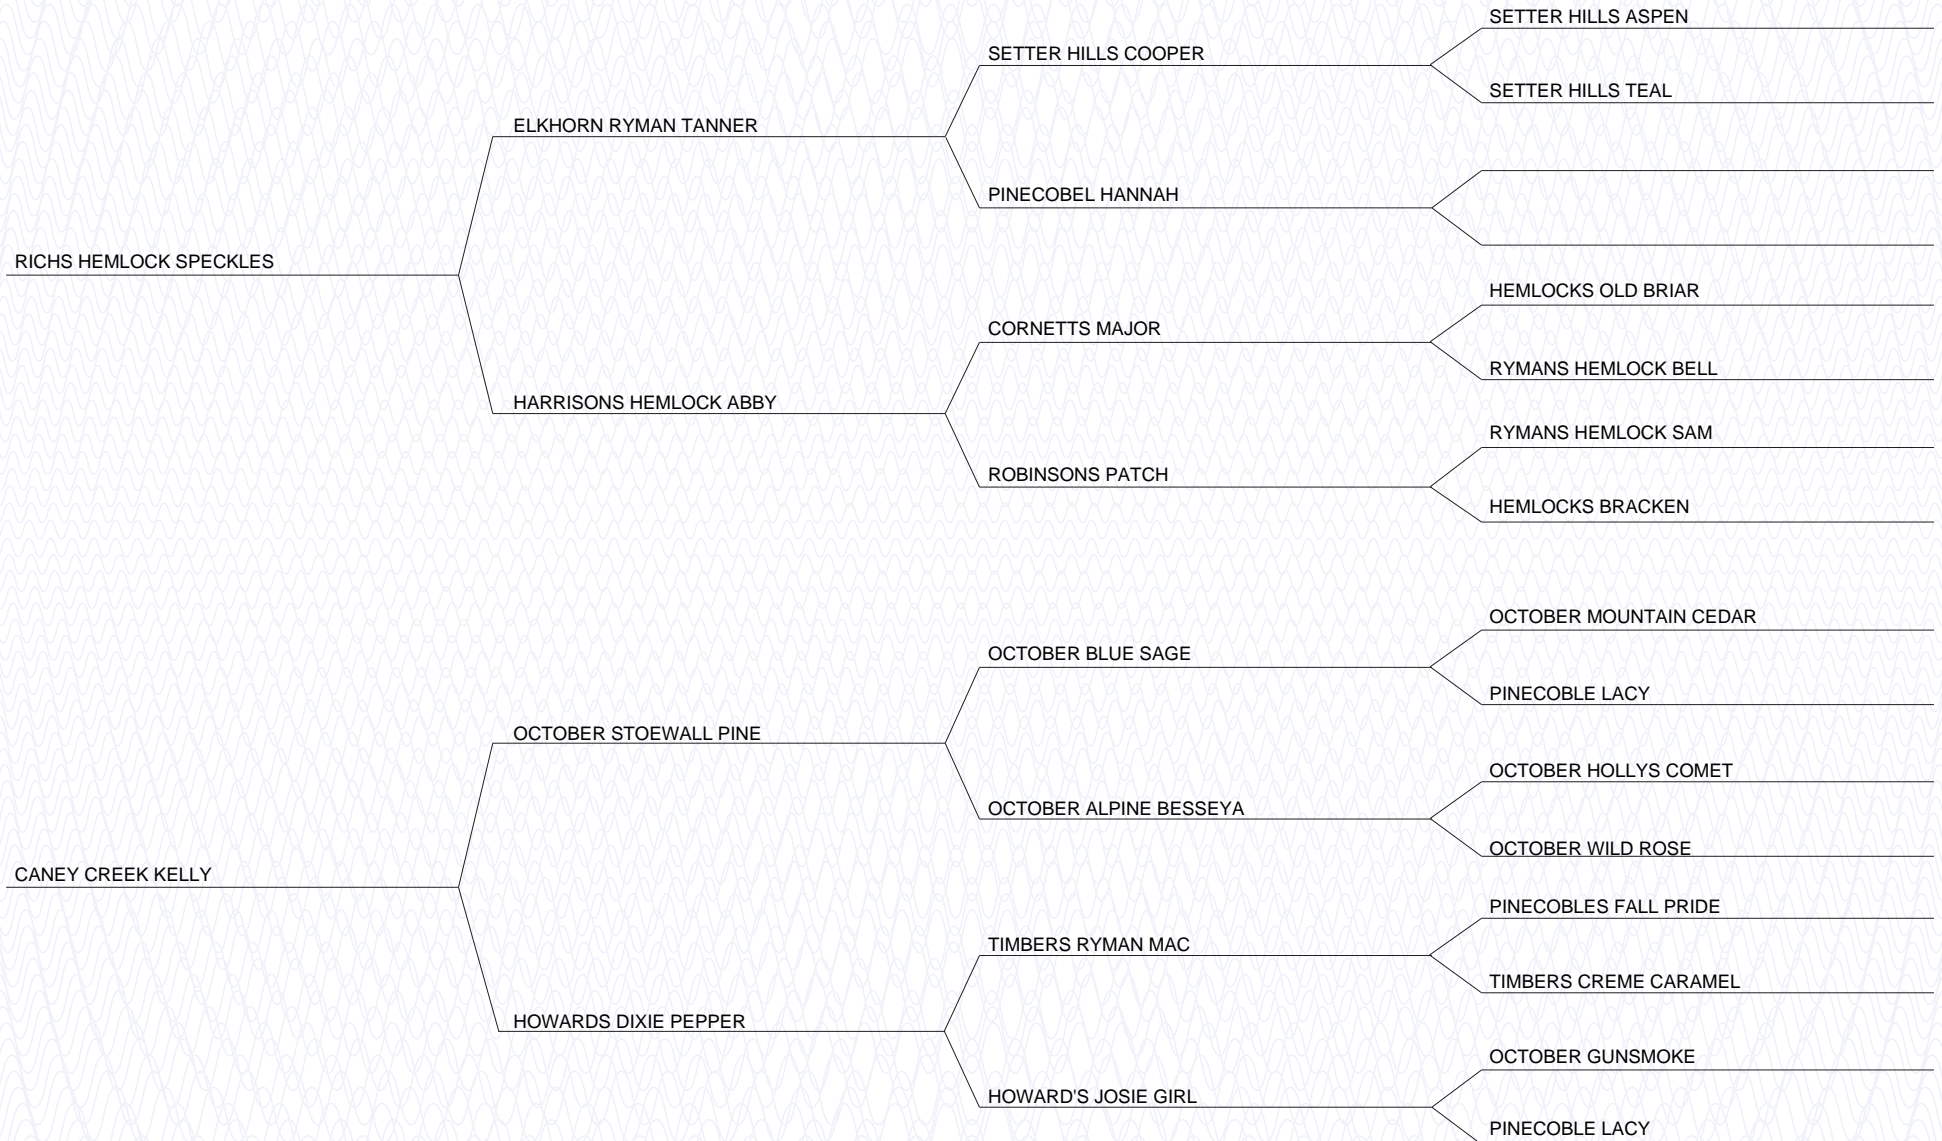 SETTER HILLS ASPEN
SETTER HILLS COOPER
SETTER HILLS TEAL
ELKHORN RYMAN TANNER
PINECOBEL HANNAH
RICHS HEMLOCK SPECKLES
HEMLOCKS OLD BRIAR
CORNETTS MAJOR
RYMANS HEMLOCK BELL
HARRISONS HEMLOCK ABBY
RYMANS HEMLOCK SAM
ROBINSONS PATCH
HEMLOCKS BRACKEN
OCTOBER MOUNTAIN CEDAR
OCTOBER BLUE SAGE
PINECOBLE LACY
OCTOBER STOEWALL PINE
OCTOBER HOLLYS COMET
OCTOBER ALPINE BESSEYA
OCTOBER WILD ROSE
CANEY CREEK KELLY
PINECOBLES FALL PRIDE
TIMBERS RYMAN MAC
TIMBERS CREME CARAMEL
HOWARDS DIXIE PEPPER
OCTOBER GUNSMOKE
HOWARD'S JOSIE GIRL
PINECOBLE LACY